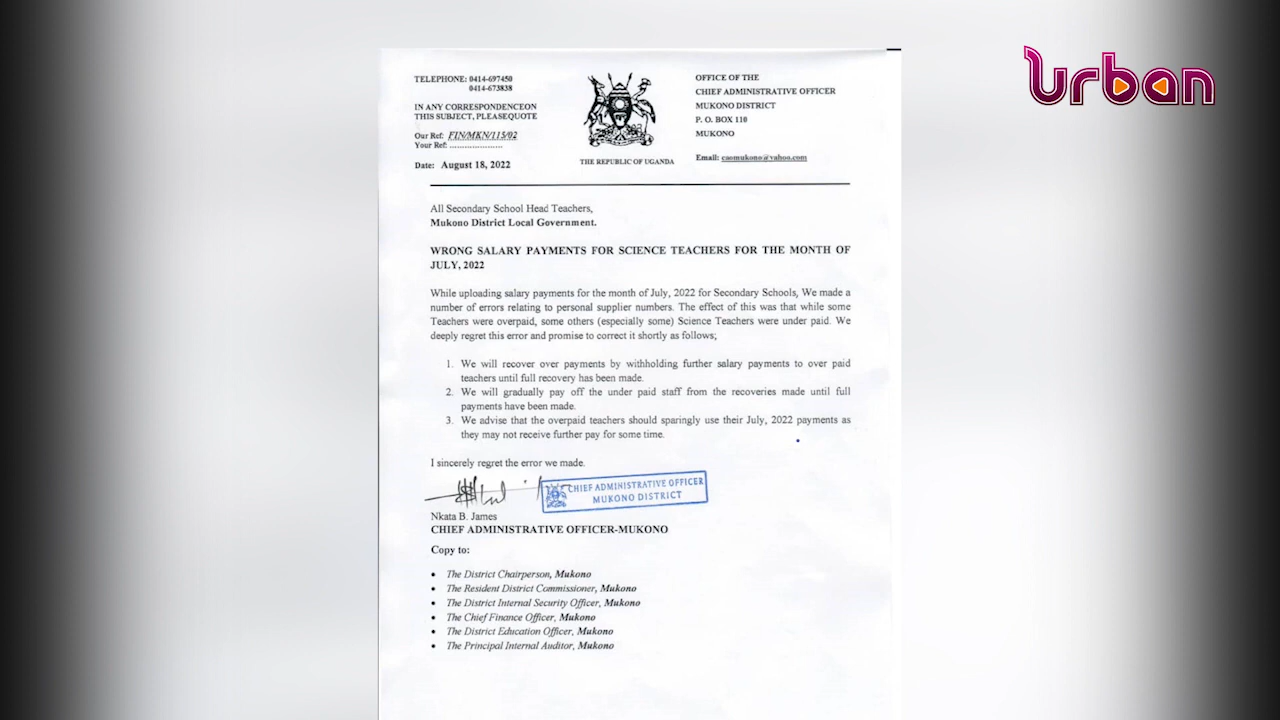 Urban
TELEPHONE: 0414-697450
0414-673838
IN ANY CORRESPONDENCEON
THIS SUBJECT, PLEASEQUOTE
Our Ref: FIN/MKN/115/02
Your Ref: .....................
Date: August 18, 2022
THE REPUBLIC OF UGANDA
OFFICE OF THE
CHIEF ADMINISTRATIVE OFFICER
MUKONO DISTRICT
P. O. BOX 110
MUKONO
Email: caomukono@yahoo.com
All Secondary School Head Teachers,
Mukono District Local Government.
WRONG SALARY PAYMENTS FOR SCIENCE TEACHERS FOR THE MONTH OF
JULY, 2022
While uploading salary payments for the month of July, 2022 for Secondary Schools, We made a
number of errors relating to personal supplier numbers. The effect of this was that while some
Teachers were overpaid, some others (especially some) Science Teachers were under paid. We
deeply regret this error and promise to correct it shortly as follows;
1. We will recover over payments by withholding further salary payments to over paid
teachers until full recovery has been made.
2. We will gradually pay off the under paid staff from the recoveries made until full
payments have been made.
3. We advise that the overpaid teachers should sparingly use their July, 2022 payments as
they may not receive further pay for some time.
I sincerely regret the error we made.
CHIEF ADMINISTRATIVE OFFICER
MUKONO DISTRICT
Nkata B. James
CHIEF ADMINISTRATIVE OFFICER-MUKONO
Copy to:
• The District Chairperson, Mukono
• The Resident District Commissioner, Mukono
• The District Internal Security Officer, Mukono
• The Chief Finance Officer, Mukono
• The District Education Officer, Mukono
• The Principal Internal Auditor, Mukono